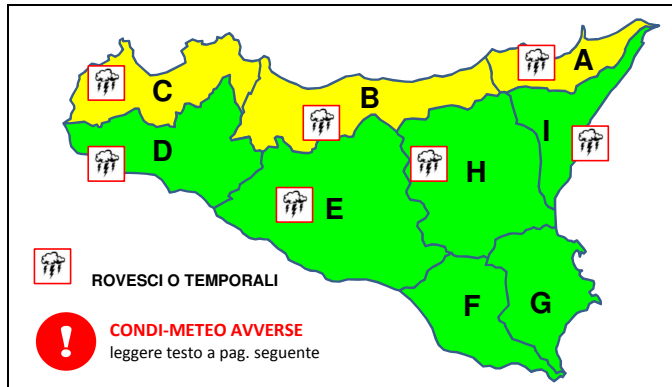 A
C
B
I
D
H
E
F
G
ROVESCI O TEMPORALI
!
CONDI-METEO AVVERSE
leggere testo a pag. seguente